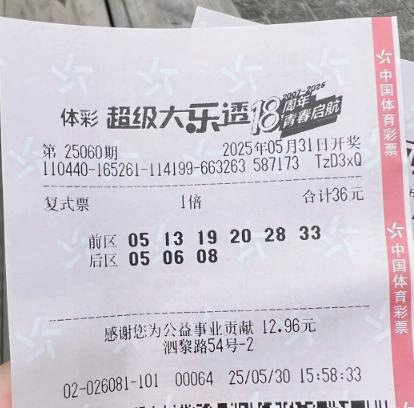 体彩 超级大乐透 18周年 2007-2025 青春启航
第 25060期 2025年05月31日开奖
110440-165261-114199-663263 587173 TzD3xQ
复式票 1倍 合计36元
前区 05 13 19 20 28 33
后区 05 06 08
感谢您为公益事业贡献 12.96元
泗黎路54号-2
02-026081-101 00064 25/05/30 15:58:33
中国体育彩票
中国体育彩票